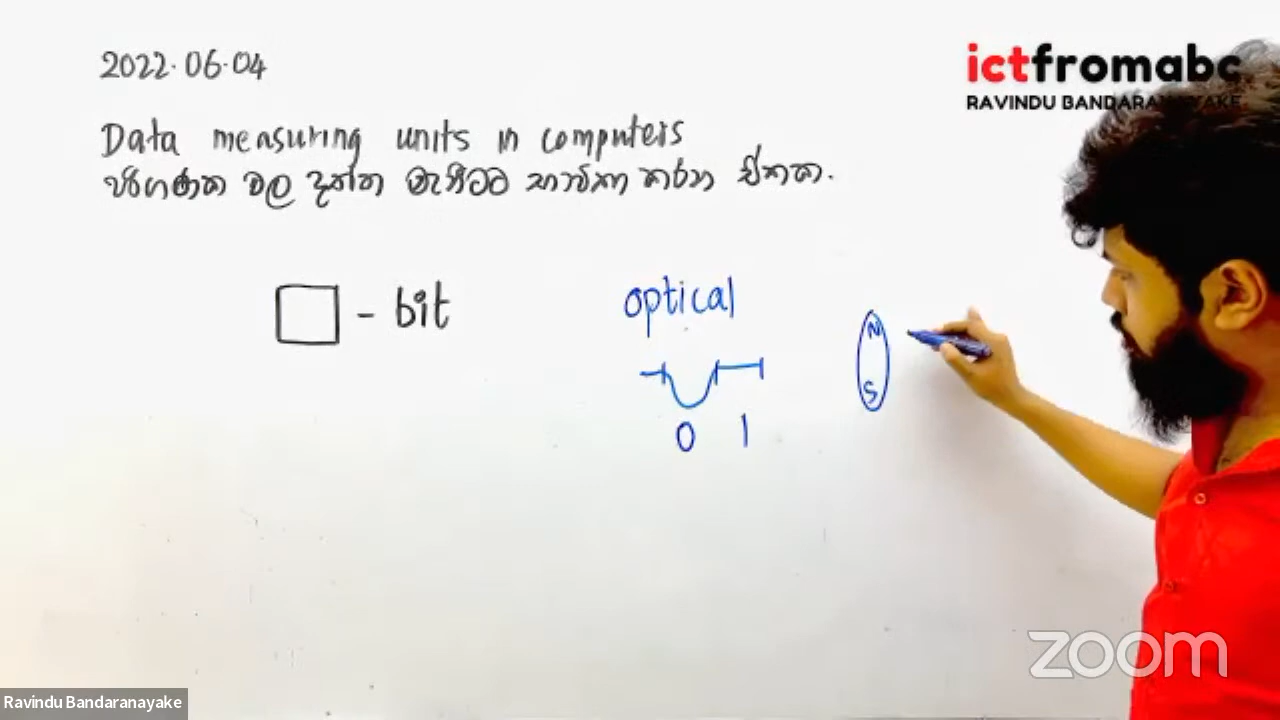 2022.06.04
ictfromabc
RAVINDU BANDARANAYAKE
Data measuring units in computers
පරිගණක වල දත්ත මැනීමට භාවිතා කරන ඒකක.
□ - bit
optical
N
S
0 1
zoom
Ravindu Bandaranayake